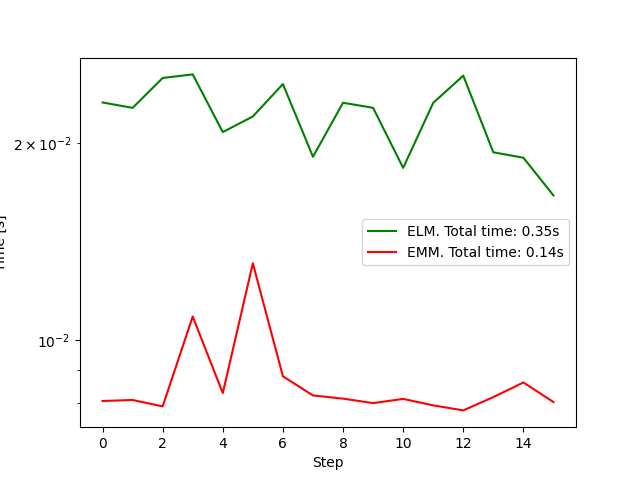 2 × 10⁻²
10⁻²
Time [s]
ELM. Total time: 0.35s
EMM. Total time: 0.14s
0 2 4 6 8 10 12 14
Step